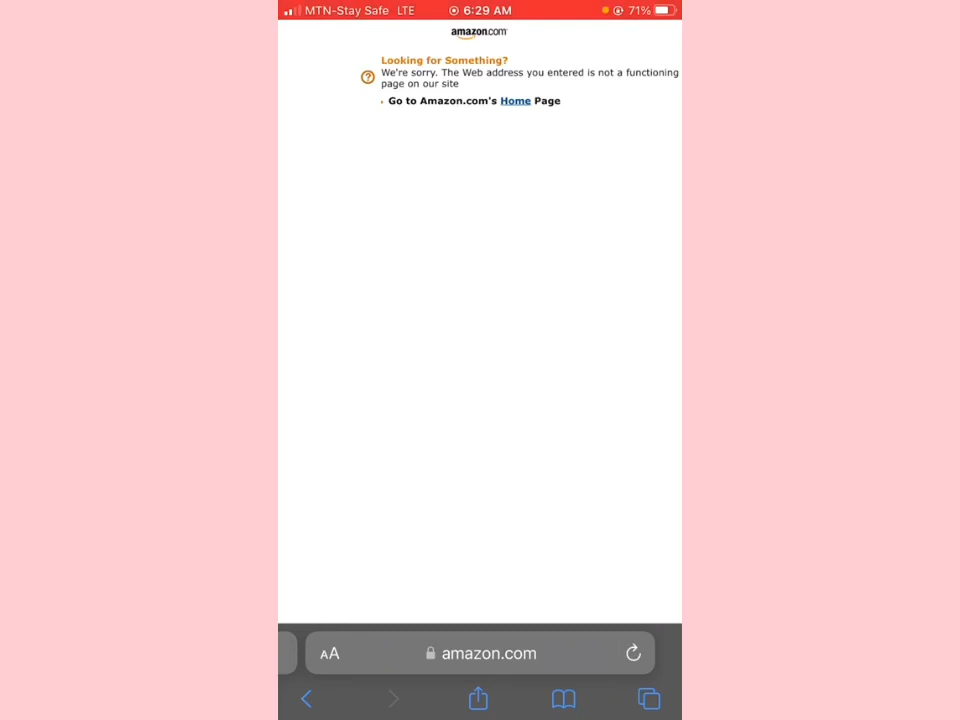 MTN-Stay Safe LTE 6:29 AM 71%
amazon.com
Looking for Something?
We're sorry. The Web address you entered is not a functioning
page on our site
Go to Amazon.com's Home Page
AA amazon.com